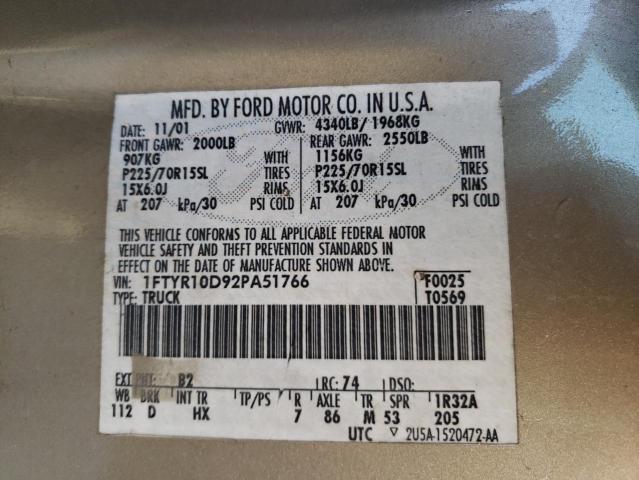 MFD. BY FORD MOTOR CO. IN U.S.A.
DATE: 11/01 GVWR: 4340LB/ 1968KG
FRONT GAWR: 2000LB REAR GAWR: 2550LB
907KG WITH 1156KG WITH
P225/70R15SL TIRES P225/70R15SL TIRES
15X6.0J RIMS 15X6.0J RIMS
AT 207 kPa/30 PSI COLD AT 207 kPa/30 PSI COLD
THIS VEHICLE CONFORMS TO ALL APPLICABLE FEDERAL MOTOR
VEHICLE SAFETY AND THEFT PREVENTION STANDARDS IN
EFFECT ON THE DATE OF MANUFACTURE SHOWN ABOVE.
VIN: 1FTYR10D92PA51766 F0025
TYPE: TRUCK T0569
EXT PNT: B2 RC: 74 DSO:
WB BRK INT TR TP/PS R AXLE TR SPR 1R32A
112 D HX 7 86 M 53 205
UTC ▽ 2U5A-1520472-AA